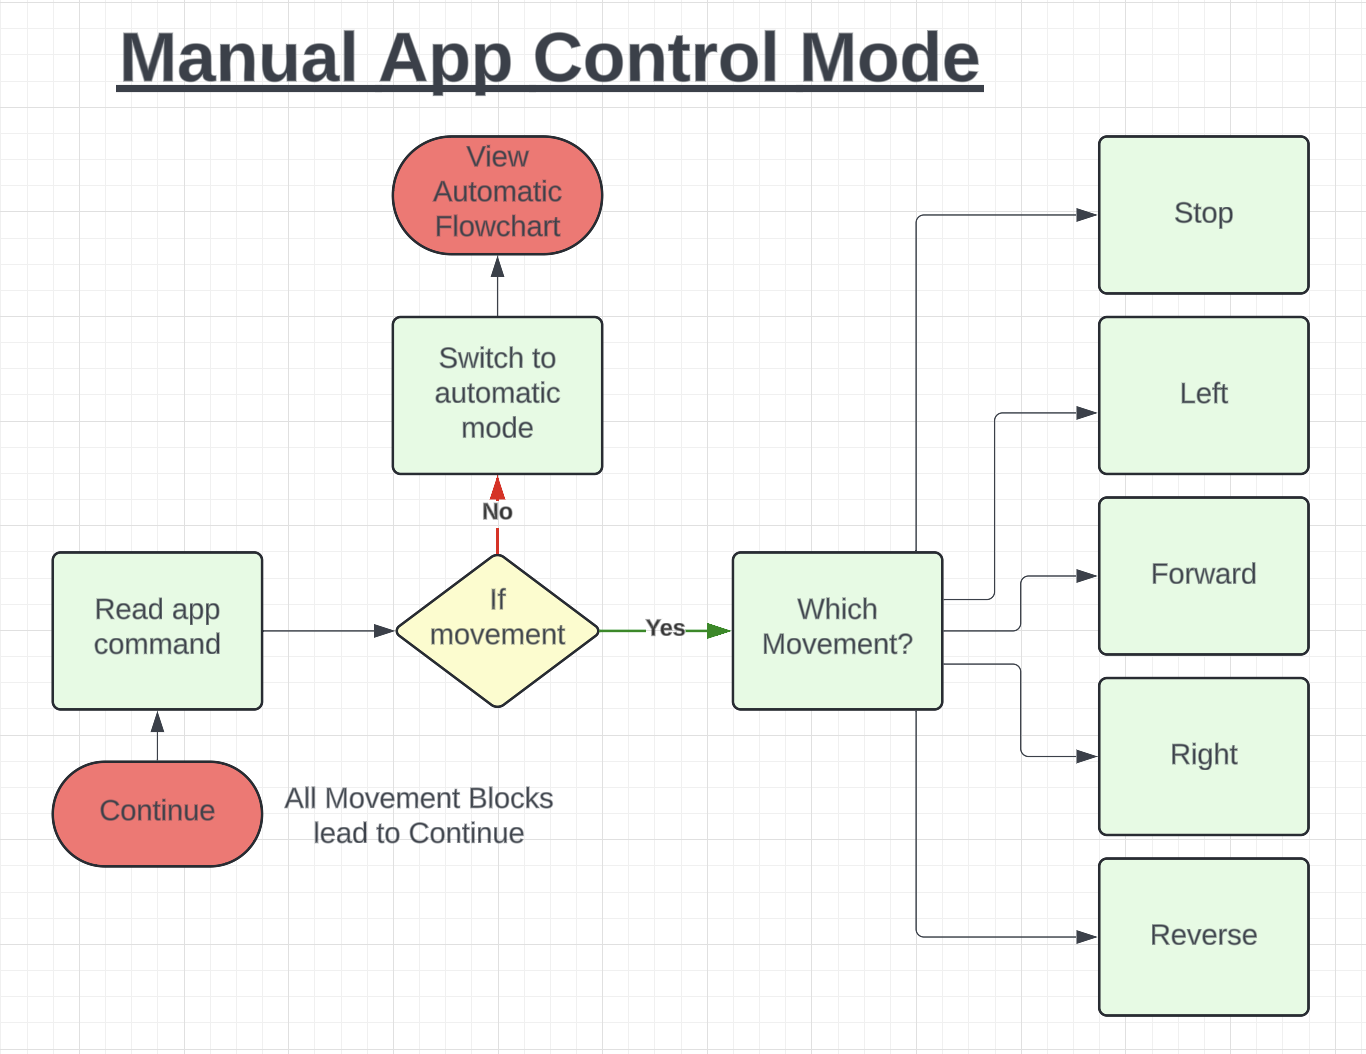 Manual App Control Mode
View
Automatic
Flowchart
Switch to
automatic
mode
No
Read app
command
If
movement
Yes
Which
Movement?
Stop
Left
Forward
Right
Reverse
Continue
All Movement Blocks
lead to Continue